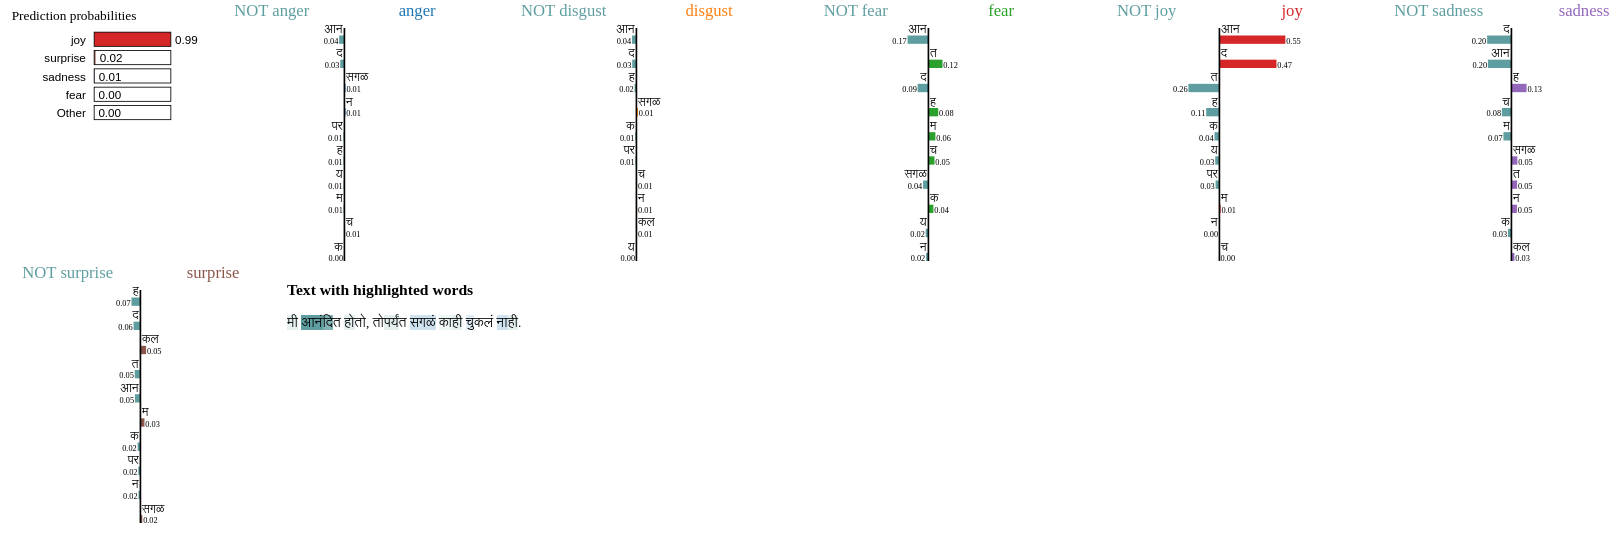 Prediction probabilities
joy 0.99
surprise 0.02
sadness 0.01
fear 0.00
Other 0.00
NOT anger anger
आन
0.04
द
0.03
सगळ
0.01
न
0.01
पर
0.01
ह
0.01
य
0.01
म
0.01
च
0.01
क
0.00
NOT disgust disgust
आन
0.04
द
0.03
ह
0.02
सगळ
0.01
क
0.01
पर
0.01
च
0.01
न
0.01
कल
0.01
य
0.00
NOT fear fear
आन
0.17
त
0.12
द
0.09
ह
0.08
म
0.06
च
0.05
सगळ
0.04
क
0.04
य
0.02
न
0.02
NOT joy joy
आन
0.55
द
0.47
त
0.26
ह
0.11
क
0.04
य
0.03
पर
0.03
म
0.01
न
0.00
च
0.00
NOT sadness sadness
द
0.20
आन
0.20
ह
0.13
च
0.08
म
0.07
सगळ
0.05
त
0.05
न
0.05
क
0.03
कल
0.03
NOT surprise surprise
ह
0.07
द
0.06
कल
0.05
त
0.05
आन
0.05
म
0.03
क
0.02
पर
0.02
न
0.02
सगळ
0.02
Text with highlighted words
मी आनंदित होतो, तोपर्यंत सगळं काही चुकलं नाही.